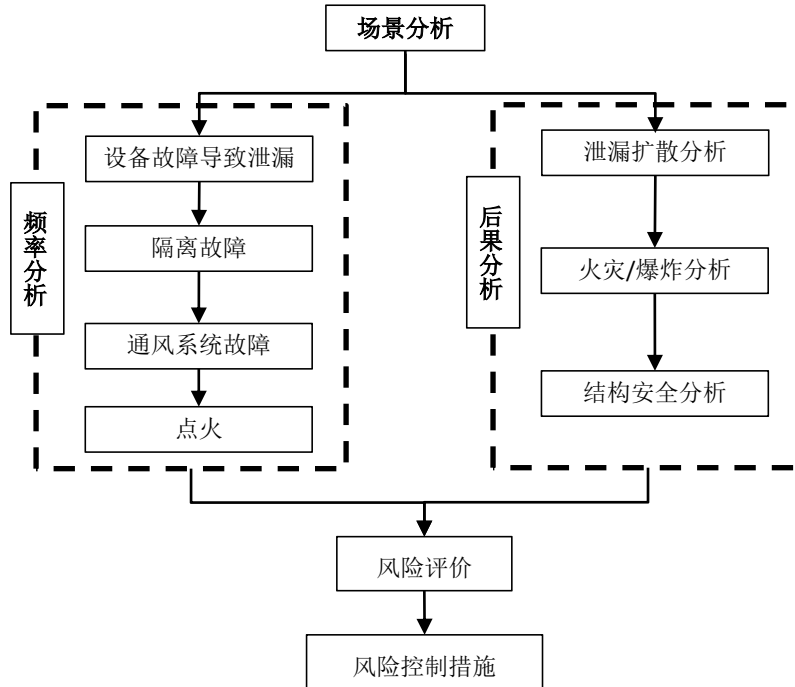 场景分析
频率分析
设备故障导致泄漏
隔离故障
通风系统故障
点火
后果分析
泄漏扩散分析
火灾/爆炸分析
结构安全分析
风险评价
风险控制措施